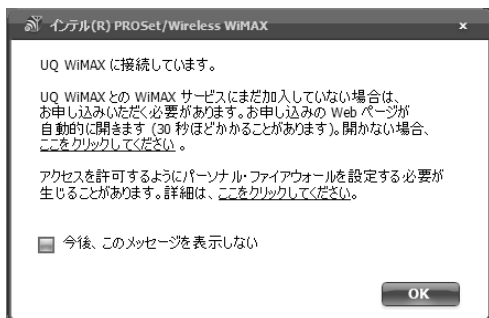 インテル(R) PROSet/Wireless WiMAX
UQ WiMAX に接続しています。
UQ WiMAX との WiMAX サービスにまだ加入していない場合は、
お申し込みいただく必要があります。お申し込みの Web ページが
自動的に開きます (30 秒ほどかかることがあります)。開かない場合、
ここをクリックしてください 。
アクセスを許可するようにパーソナル・ファイアウォールを設定する必要が
生じることがあります。詳細は、ここをクリックしてください。
今後、このメッセージを表示しない
OK